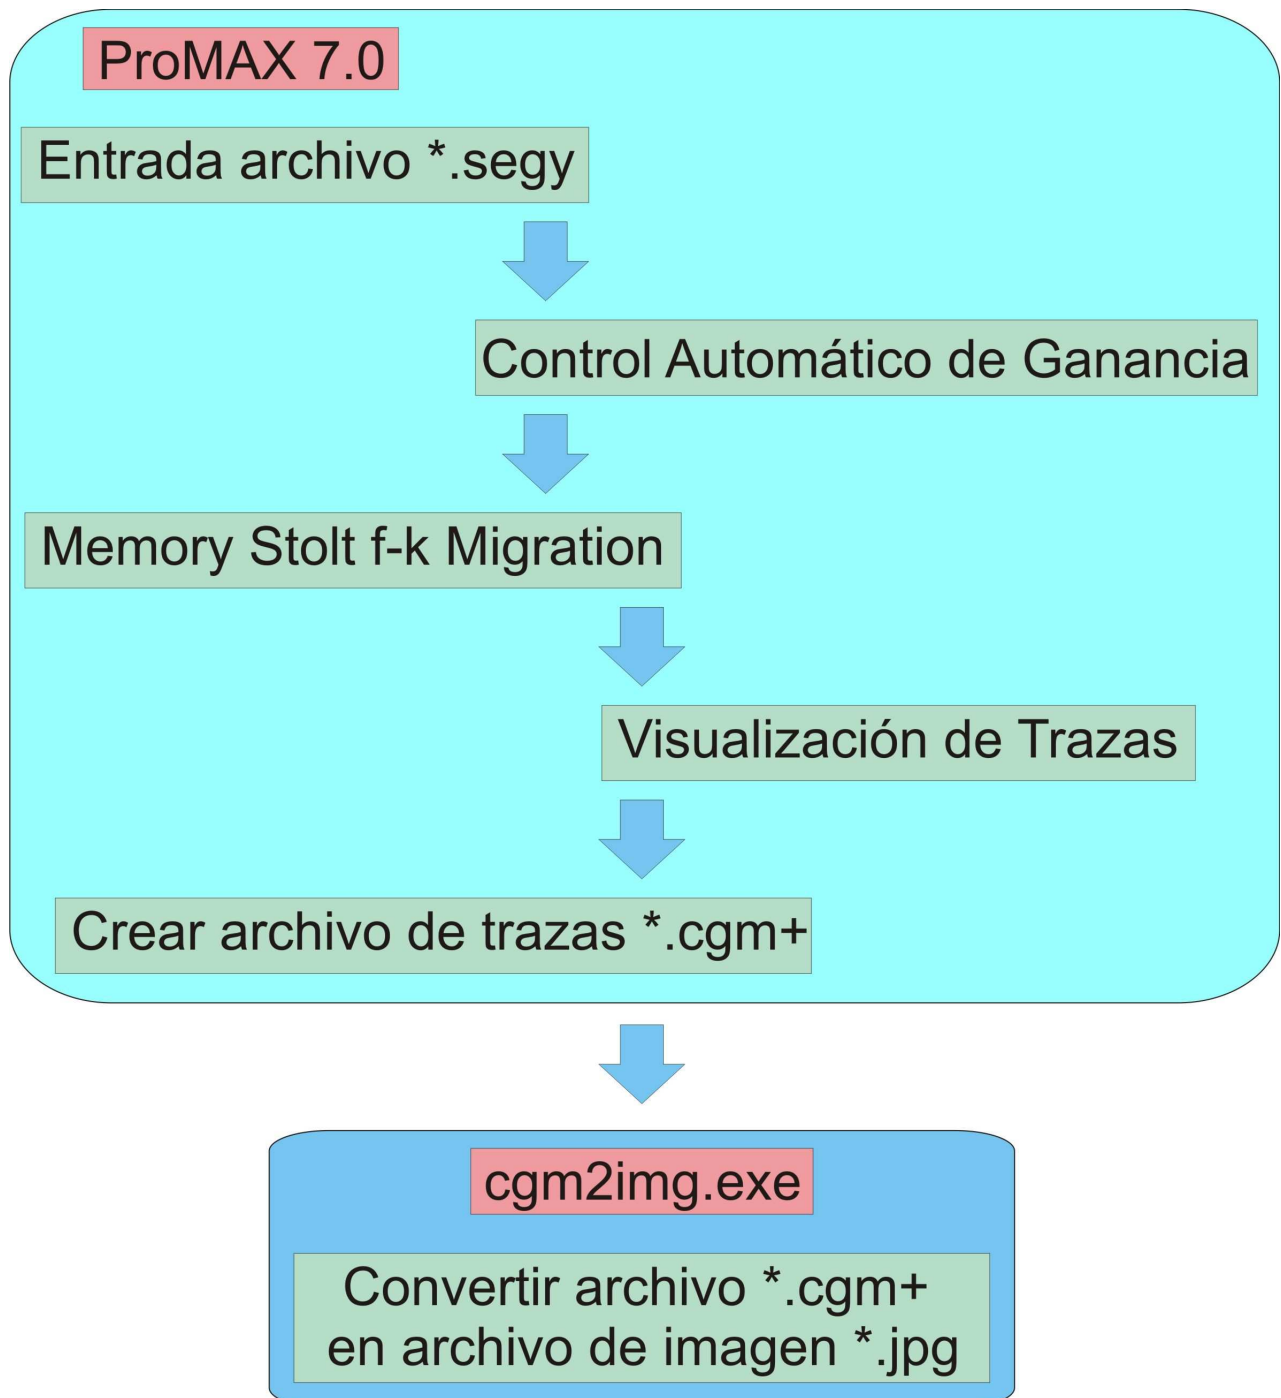 ProMAX 7.0
Entrada archivo *.segy
Control Automático de Ganancia
Memory Stolt f-k Migration
Visualización de Trazas
Crear archivo de trazas *.cgm+
cgm2img.exe
Convertir archivo *.cgm+
en archivo de imagen *.jpg